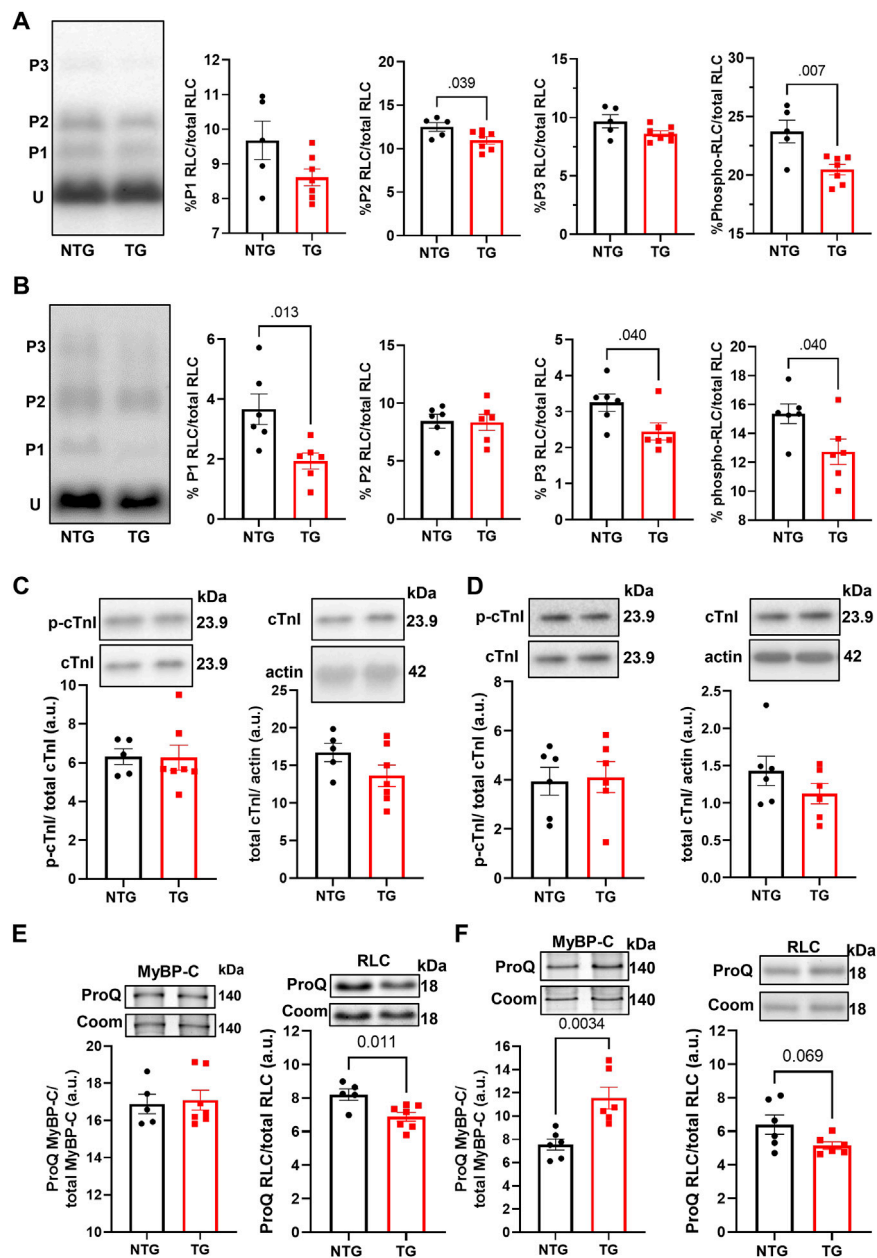 A
P3
P2
P1
U
NTG TG
%P1 RLC/total RLC
12
11
10
9
8
7
NTG TG
%P2 RLC/total RLC
20
15
10
5
0
.039
NTG TG
%P3 RLC/total RLC
15
10
5
0
NTG TG
%Phospho-RLC/total RLC
30
25
20
15
.007
NTG TG
B
P3
P2
P1
U
NTG TG
% P1 RLC/total RLC
6
4
2
0
.013
NTG TG
% P2 RLC/total RLC
15
10
5
0
NTG TG
% P3 RLC/total RLC
5
4
3
2
1
0
.040
NTG TG
% phospho-RLC/total RLC
20
18
16
14
12
10
8
.040
NTG TG
C
kDa
p-cTnI 23.9
cTnI 23.9
p-cTnI/ total cTnI (a.u.)
10
8
6
4
2
0
NTG TG
kDa
cTnI 23.9
actin 42
total cTnI/ actin (a.u.)
25
20
15
10
5
0
NTG TG
D
kDa
p-cTnI 23.9
cTnI 23.9
p-cTnI/ total cTnI (a.u.)
8
6
4
2
0
NTG TG
kDa
cTnI 23.9
actin 42
total cTnI/ actin (a.u.)
2.5
2.0
1.5
1.0
0.5
0.0
NTG TG
E
MyBP-C kDa
ProQ 140
Coom 140
ProQ MyBP-C/
total MyBP-C (a.u.)
20
18
16
14
12
10
NTG TG
RLC kDa
ProQ 18
Coom 18
ProQ RLC/total RLC (a.u.)
12
10
8
6
4
2
0
0.011
NTG TG
F
MyBP-C kDa
ProQ 140
Coom 140
ProQ MyBP-C/
total MyBP-C (a.u.)
16
14
12
10
8
6
4
2
0
0.0034
NTG TG
RLC kDa
ProQ 18
Coom 18
ProQ RLC/total RLC (a.u.)
12
10
8
6
4
2
0
0.069
NTG TG